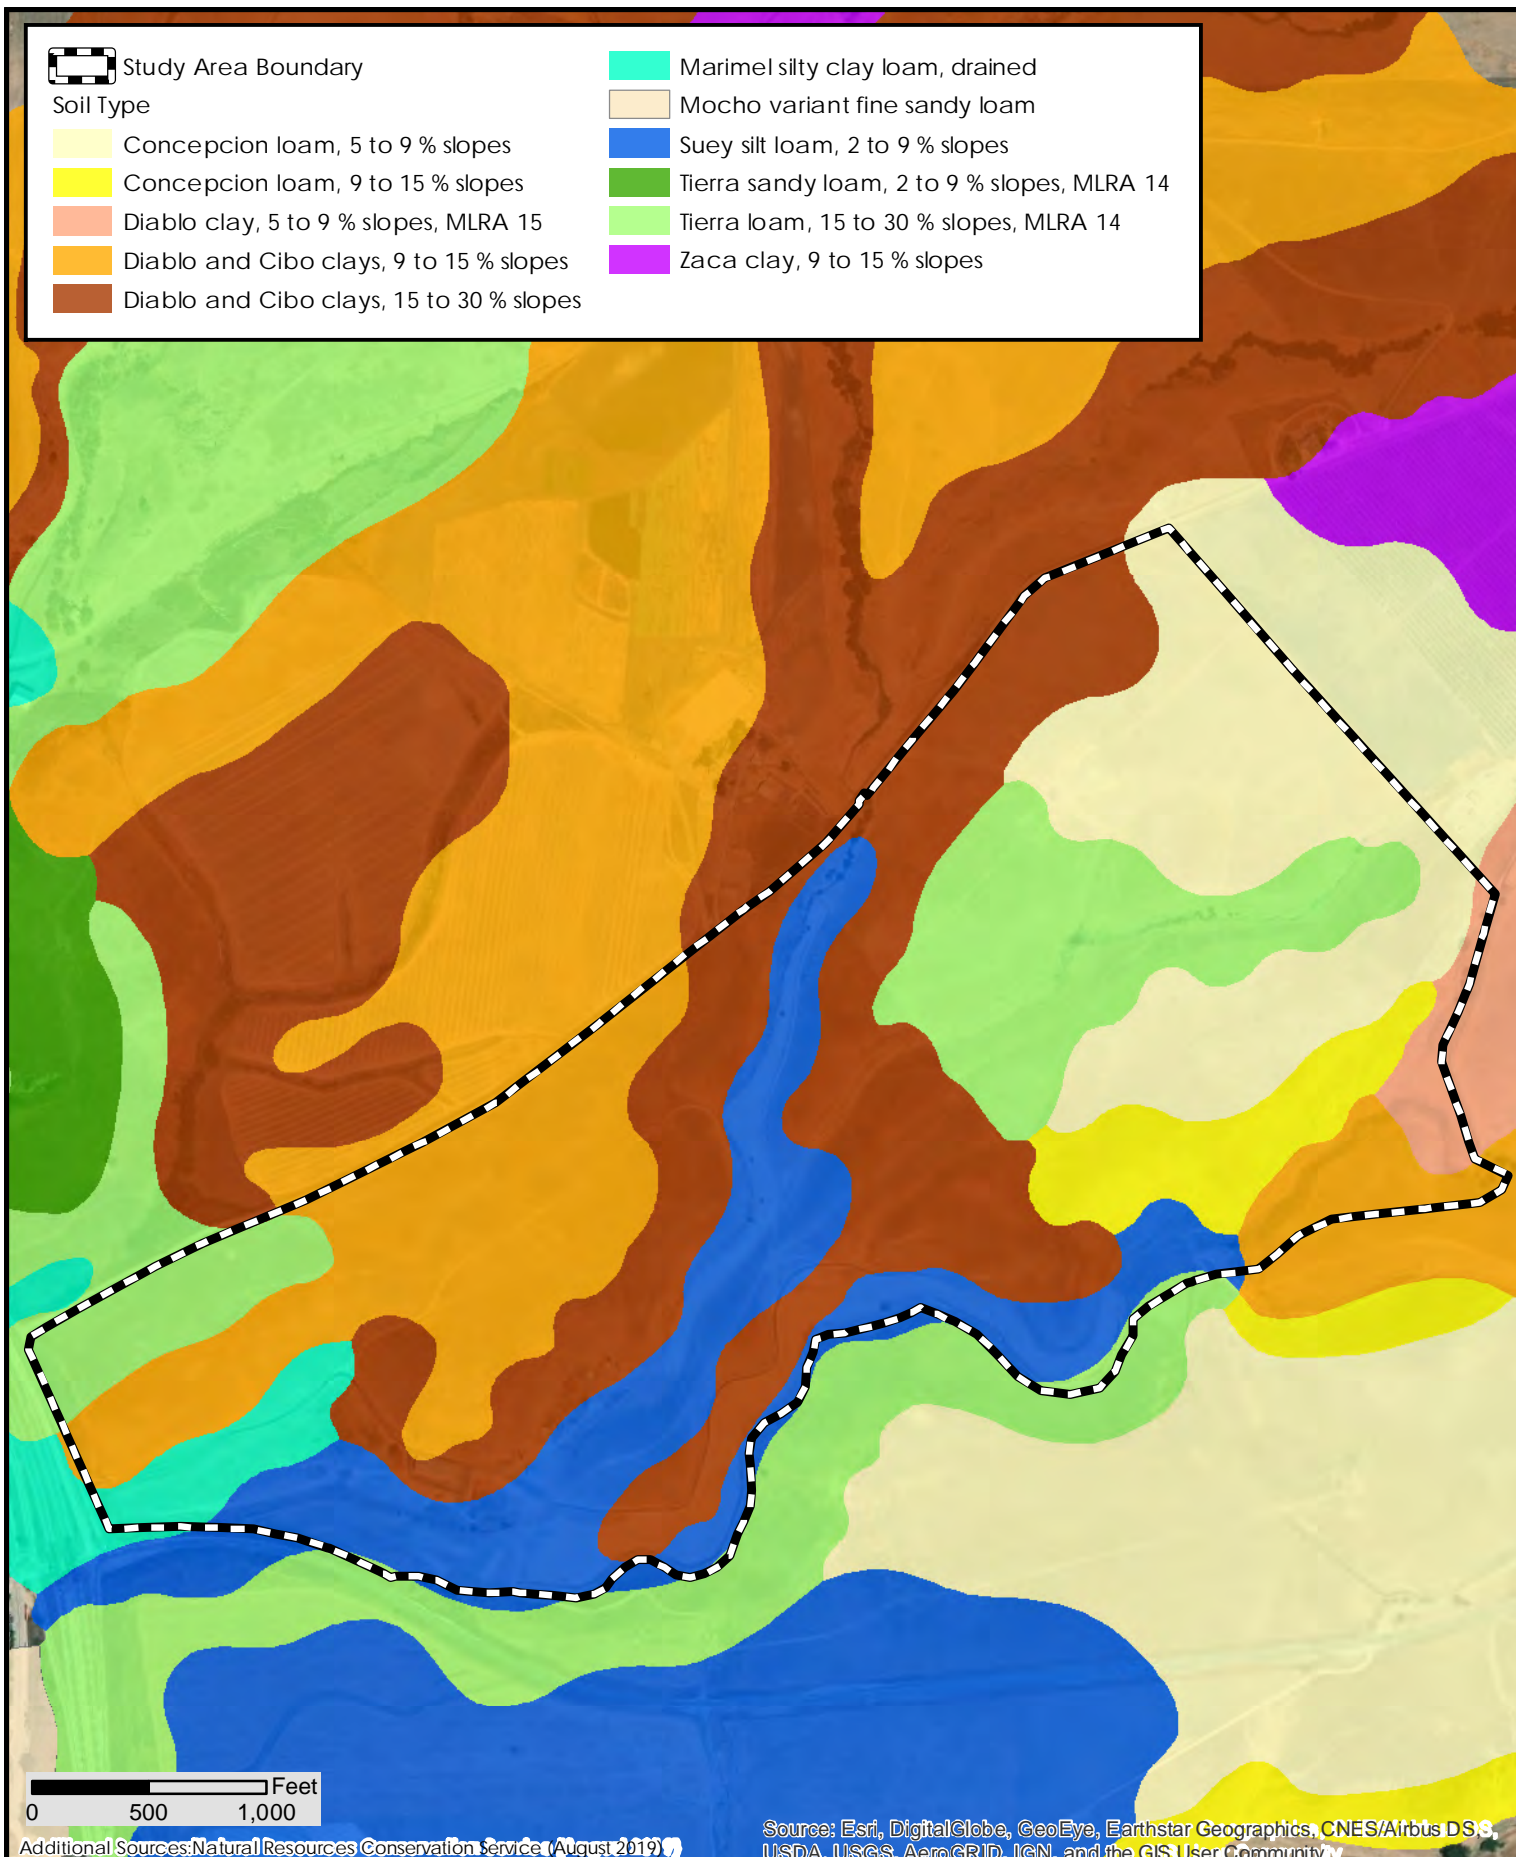 Study Area Boundary
Soil Type
Concepcion loam, 5 to 9 % slopes
Concepcion loam, 9 to 15 % slopes
Diablo clay, 5 to 9 % slopes, MLRA 15
Diablo and Cibo clays, 9 to 15 % slopes
Diablo and Cibo clays, 15 to 30 % slopes
Marimel silty clay loam, drained
Mocho variant fine sandy loam
Suey silt loam, 2 to 9 % slopes
Tierra sandy loam, 2 to 9 % slopes, MLRA 14
Tierra loam, 15 to 30 % slopes, MLRA 14
Zaca clay, 9 to 15 % slopes
Feet
0 500 1,000
Additional Sources:Natural Resources Conservation Service (August 2019)
Source: Esri, DigitalGlobe, GeoEye, Earthstar Geographics, CNES/Airbus DS,
USDA, USGS, AeroGRID, IGN, and the GIS User Community